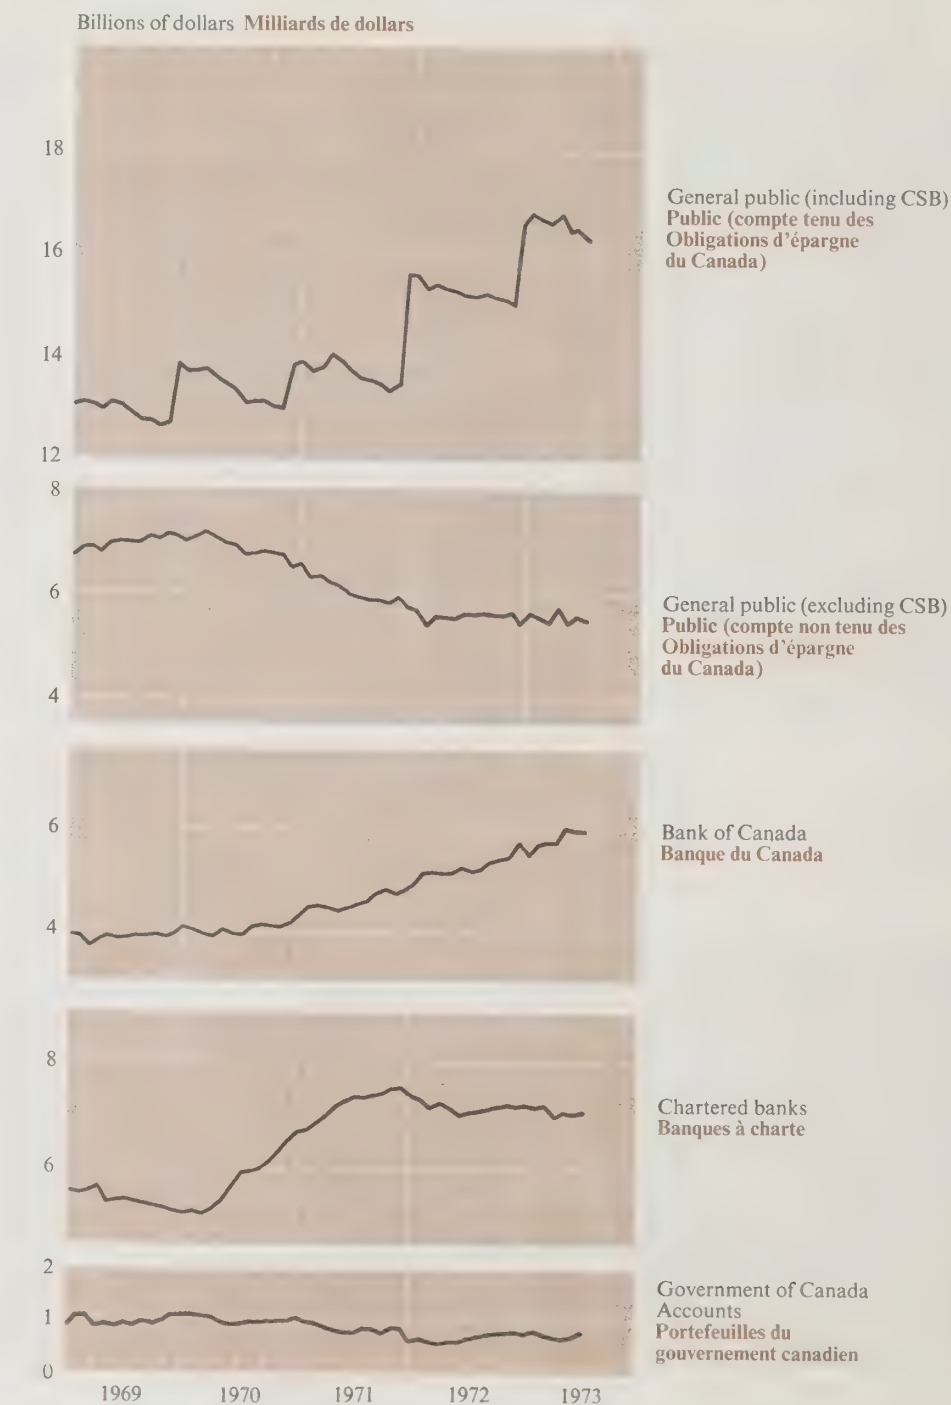 Billions of dollars Milliards de dollars
18
16
14
12
General public (including CSB)
Public (compte tenu des
Obligations d'épargne
du Canada)
8
6
4
General public (excluding CSB)
Public (compte non tenu des
Obligations d'épargne
du Canada)
6
4
Bank of Canada
Banque du Canada
8
6
Chartered banks
Banques à charte
2
1
0
Government of Canada
Accounts
Portefeuilles du
gouvernement canadien
1969 1970 1971 1972 1973